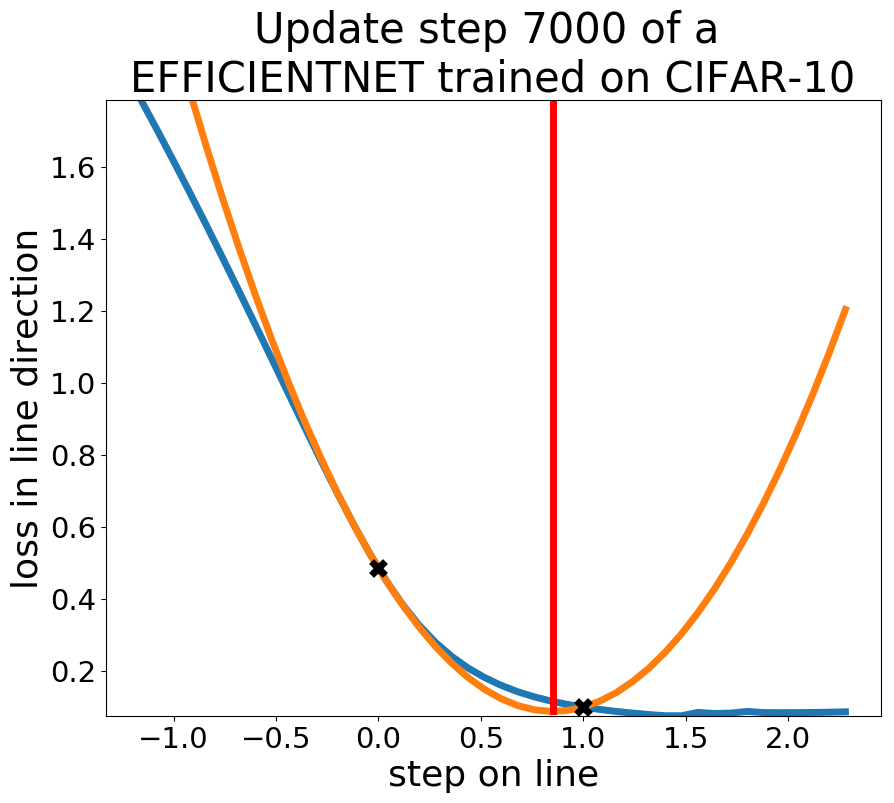 Update step 7000 of a
EFFICIENTNET trained on CIFAR-10
loss in line direction
1.6
1.4
1.2
1.0
0.8
0.6
0.4
0.2
−1.0 −0.5 0.0 0.5 1.0 1.5 2.0
step on line